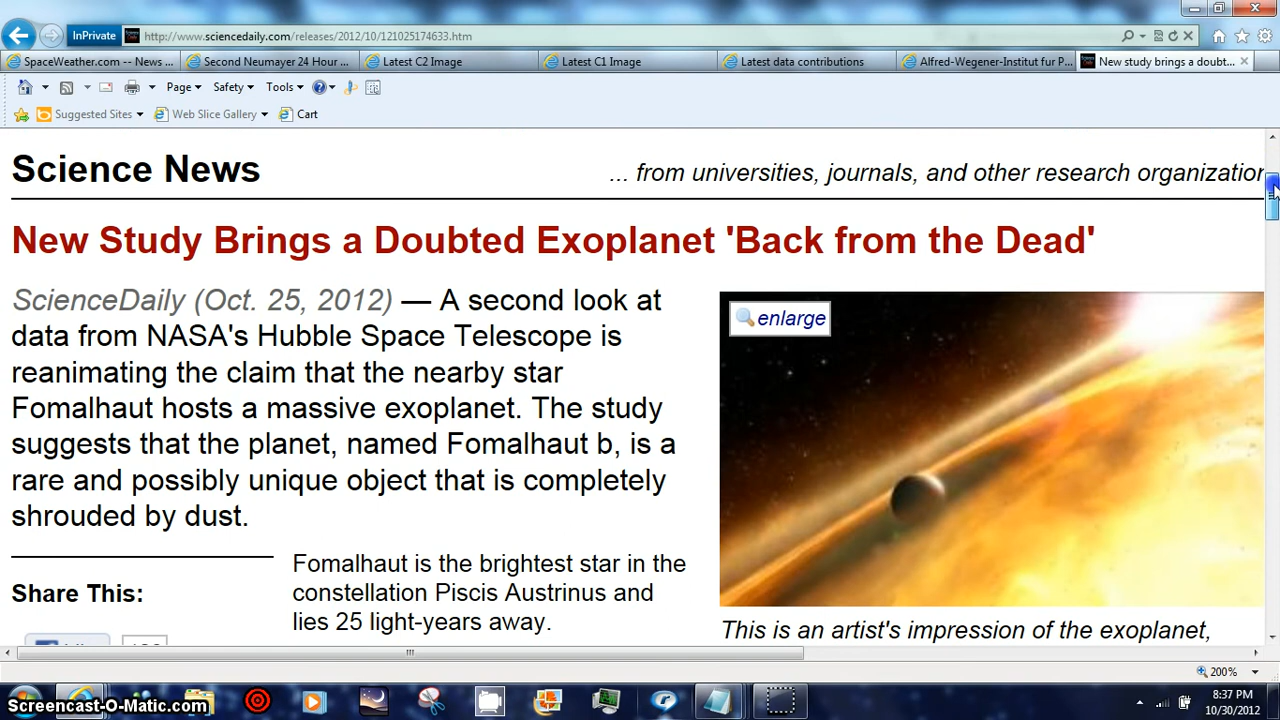 InPrivate
http://www.sciencedaily.com/releases/2012/10/121025174633.htm
SpaceWeather.com -- News ...
Second Neumayer 24 Hour ...
Latest C2 Image
Latest C1 Image
Latest data contributions
Alfred-Wegener-Institut fur P...
New study brings a doubt...
Page
Safety
Tools
Suggested Sites
Web Slice Gallery
Cart
Science News
... from universities, journals, and other research organization
New Study Brings a Doubted Exoplanet 'Back from the Dead'
ScienceDaily (Oct. 25, 2012) — A second look at
data from NASA's Hubble Space Telescope is
reanimating the claim that the nearby star
Fomalhaut hosts a massive exoplanet. The study
suggests that the planet, named Fomalhaut b, is a
rare and possibly unique object that is completely
shrouded by dust.
enlarge
Share This:
Fomalhaut is the brightest star in the
constellation Piscis Austrinus and
lies 25 light-years away.
This is an artist's impression of the exoplanet,
200%
Screencast-O-Matic.com
8:37 PM
10/30/2012